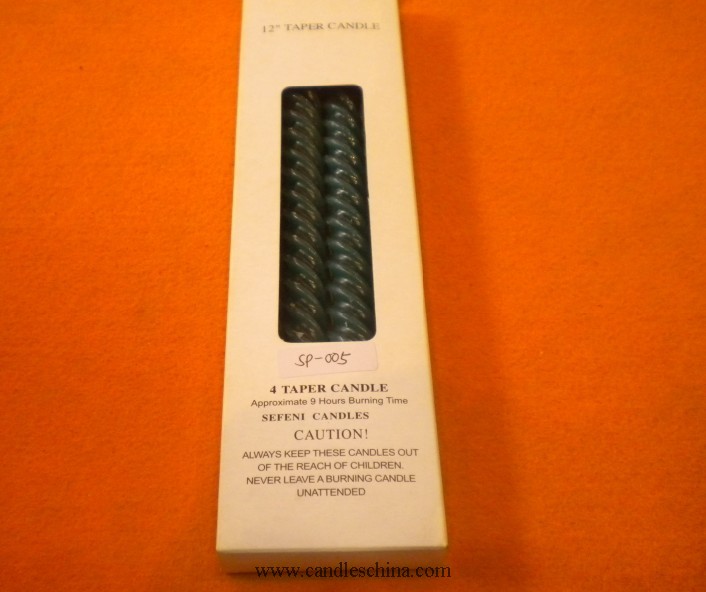 12" TAPER CANDLE
SP-005
4 TAPER CANDLE
Approximate 9 Hours Burning Time
SEFENI CANDLES
CAUTION!
ALWAYS KEEP THESE CANDLES OUT
OF THE REACH OF CHILDREN.
NEVER LEAVE A BURNING CANDLE
UNATTENDED
www.candleschina.com